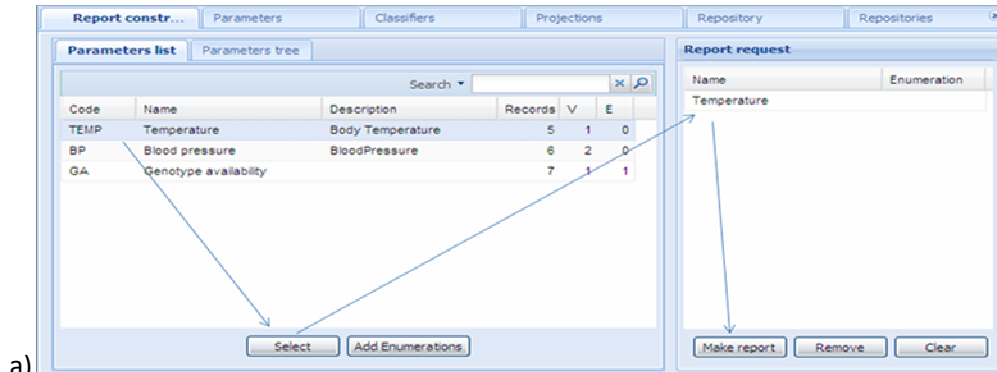 Report constr... Parameters Classifiers Projections Repository Repositories
Parameters list Parameters tree
Search
Code Name Description Records V E
TEMP Temperature Body Temperature 5 1 0
BP Blood pressure BloodPressure 6 2 0
GA Genotype availability 7 1 1
Select Add Enumerations
Report request
Name Enumeration
Temperature
Make report Remove Clear
a)